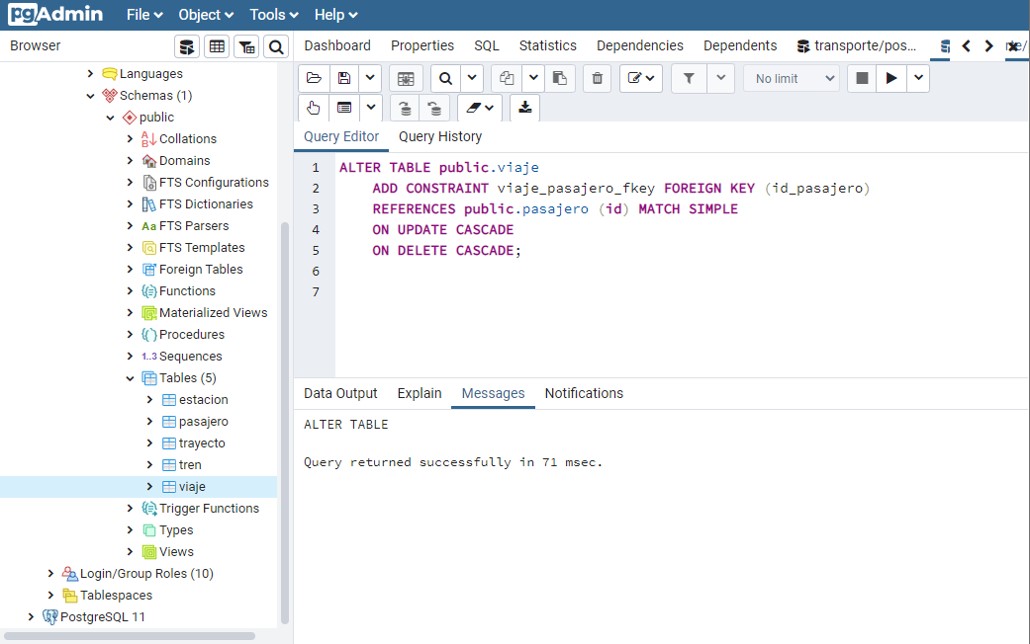 pgAdmin File Object Tools Help
Browser
Dashboard Properties SQL Statistics Dependencies Dependents transporte/pos...
No limit
Languages
Schemas (1)
public
Collations
Domains
FTS Configurations
FTS Dictionaries
Aa FTS Parsers
FTS Templates
Foreign Tables
Functions
Materialized Views
Procedures
1..3 Sequences
Tables (5)
estacion
pasajero
trayecto
tren
viaje
Trigger Functions
Types
Views
Login/Group Roles (10)
Tablespaces
PostgreSQL 11
Query Editor Query History
1 ALTER TABLE public.viaje
2 ADD CONSTRAINT viaje_pasajero_fkey FOREIGN KEY (id_pasajero)
3 REFERENCES public.pasajero (id) MATCH SIMPLE
4 ON UPDATE CASCADE
5 ON DELETE CASCADE;
6
7
Data Output Explain Messages Notifications
ALTER TABLE
Query returned successfully in 71 msec.